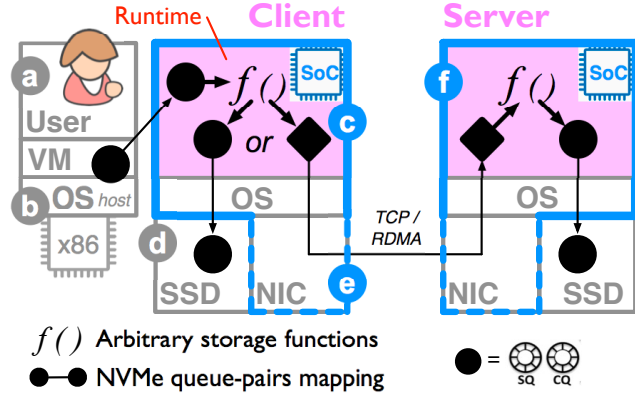 Runtime Client Server
a SoC SoC
f () f f ()
User c
or
VM
b OS host OS OS
TCP /
RDMA
x86 d
e
SSD NIC NIC SSD
f () Arbitrary storage functions
NVMe queue-pairs mapping =
SQ CQ